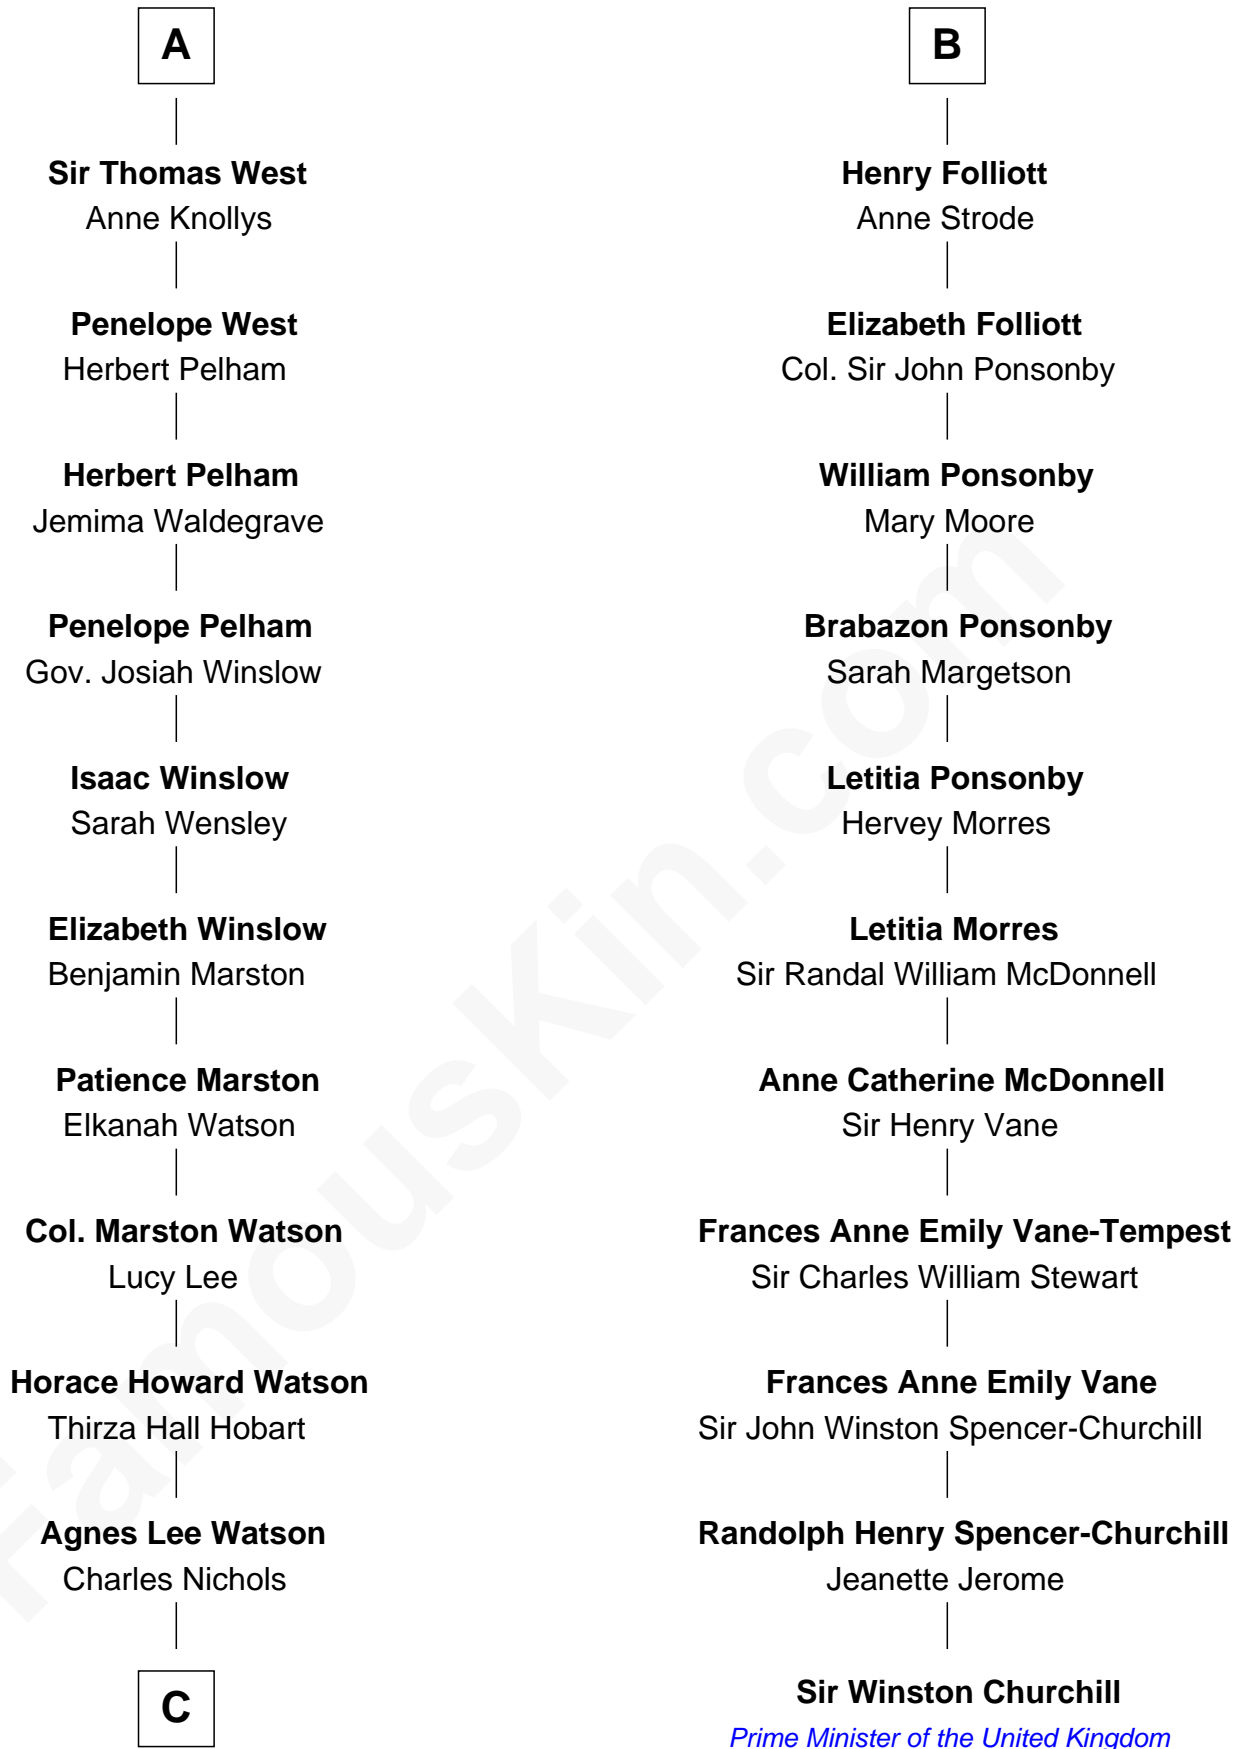 A
Sir Thomas West
Anne Knollys
Penelope West
Herbert Pelham
Herbert Pelham
Jemima Waldegrave
Penelope Pelham
Gov. Josiah Winslow
Isaac Winslow
Sarah Wensley
Elizabeth Winslow
Benjamin Marston
Patience Marston
Elkanah Watson
Col. Marston Watson
Lucy Lee
Horace Howard Watson
Thirza Hall Hobart
Agnes Lee Watson
Charles Nichols
C
B
Henry Folliott
Anne Strode
Elizabeth Folliott
Col. Sir John Ponsonby
William Ponsonby
Mary Moore
Brabazon Ponsonby
Sarah Margetson
Letitia Ponsonby
Hervey Morres
Letitia Morres
Sir Randal William McDonnell
Anne Catherine McDonnell
Sir Henry Vane
Frances Anne Emily Vane-Tempest
Sir Charles William Stewart
Frances Anne Emily Vane
Sir John Winston Spencer-Churchill
Randolph Henry Spencer-Churchill
Jeanette Jerome
Sir Winston Churchill
Prime Minister of the United Kingdom
FamousKin.com